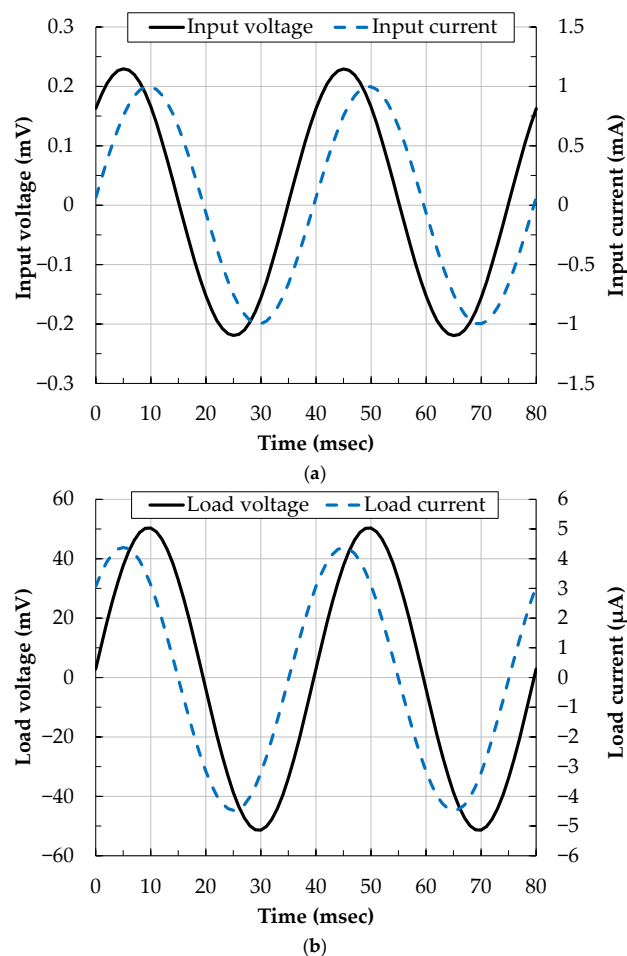 Input voltage Input current
Input voltage (mV)
0.3
0.2
0.1
0
−0.1
−0.2
−0.3
1.5
1
0.5
0
−0.5
−1
−1.5
Input current (mA)
0 10 20 30 40 50 60 70 80
Time (msec)
(a)
Load voltage Load current
Load voltage (mV)
60
40
20
0
−20
−40
−60
6
5
4
3
2
1
0
−1
−2
−3
−4
−5
−6
Load current (μA)
0 10 20 30 40 50 60 70 80
Time (msec)
(b)